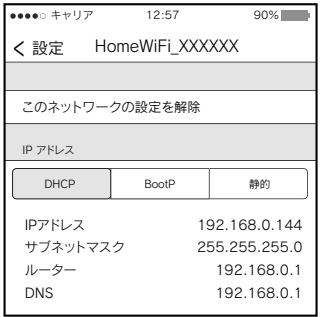 ●●●●○ キャリア 12:57 90%
設定 HomeWiFi_XXXXXX
このネットワークの設定を解除
IP アドレス
DHCP BootP 静的
IPアドレス 192.168.0.144
サブネットマスク 255.255.255.0
ルーター 192.168.0.1
DNS 192.168.0.1